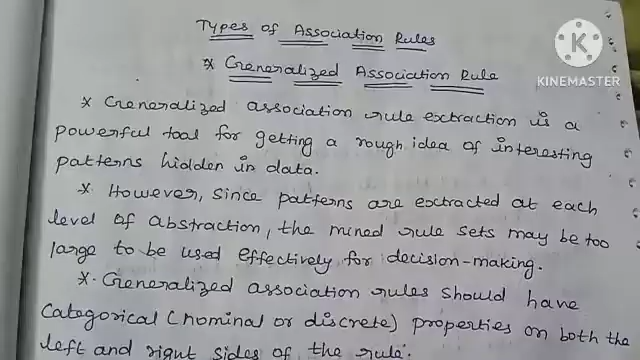 Types of Association Rules
* Generalized Association Rule
KINEMASTER
* Generalized association rule extraction is a
powerful tool for getting a rough idea of interesting
patterns hidden in data.
* However, since patterns are extracted at each
level of abstraction, the mined rule sets may be too
large to be used effectively for decision-making.
* Generalized association rules should have
Categorical (nominal or discrete) properties on both the
left and right sides of the rule.